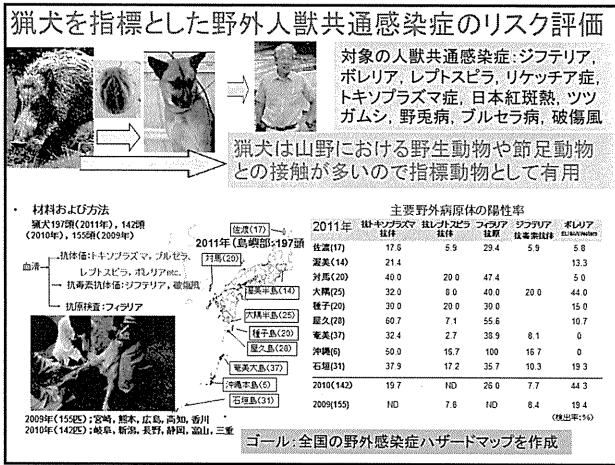 猟犬を指標とした野外人獣共通感染症のリスク評価
対象の人獣共通感染症:ジフテリア,
ボレリア, レプトスピラ, リケッチア症,
トキソプラズマ症, 日本紅斑熱, ツツ
ガムシ, 野兎病, ブルセラ病, 破傷風
猟犬は山野における野生動物や節足動物
との接触が多いので指標動物として有用
・ 材料および方法
猟犬197頭(2011年), 142頭
(2010年), 155頭(2009年)
血清
抗体価:トキソプラズマ, ブルセラ,
レプトスピラ, ボレリアetc.
抗毒素抗体価:ジフテリア, 破傷風
抗原検査:フィラリア
2009年(155匹);宮崎, 熊本, 広島, 高知, 香川
2010年(142匹);岐阜, 新潟, 長野, 静岡, 富山, 三重
佐渡(17)
2011年(島嶼部:197頭
対馬(20)
渥美半島(14)
大隅半島(25)
種子島(20)
屋久島(28)
奄美大島(37)
沖縄本島(6)
石垣島(31)
主要野外病原体の陽性率
2011年 抗トキソプラズマ抗体 抗レプトスピラ抗体 フィラリア抗原 ジフテリア抗毒素抗体 ボレリア
佐渡(17) 17.6 5.9 29.4 5.9 5.8
渥美(14) 21.4 13.3
対馬(20) 40.0 20.0 47.4 5.0
大隅(25) 32.0 8.0 40.0 20.0 44.0
種子(20) 30.0 20.0 30.0 15.0
屋久(28) 60.7 7.1 55.6 10.7
奄美(37) 32.4 2.7 38.9 8.1 0
沖縄(6) 50.0 16.7 100 16.7 0
石垣(31) 37.9 17.2 35.7 10.3 19.3
2010(142) 19.7 ND 26.0 7.7 44.3
2009(155) ND 7.6 ND 8.4 19.4
(検出率:%)
ゴール:全国の野外感染症ハザードマップを作成